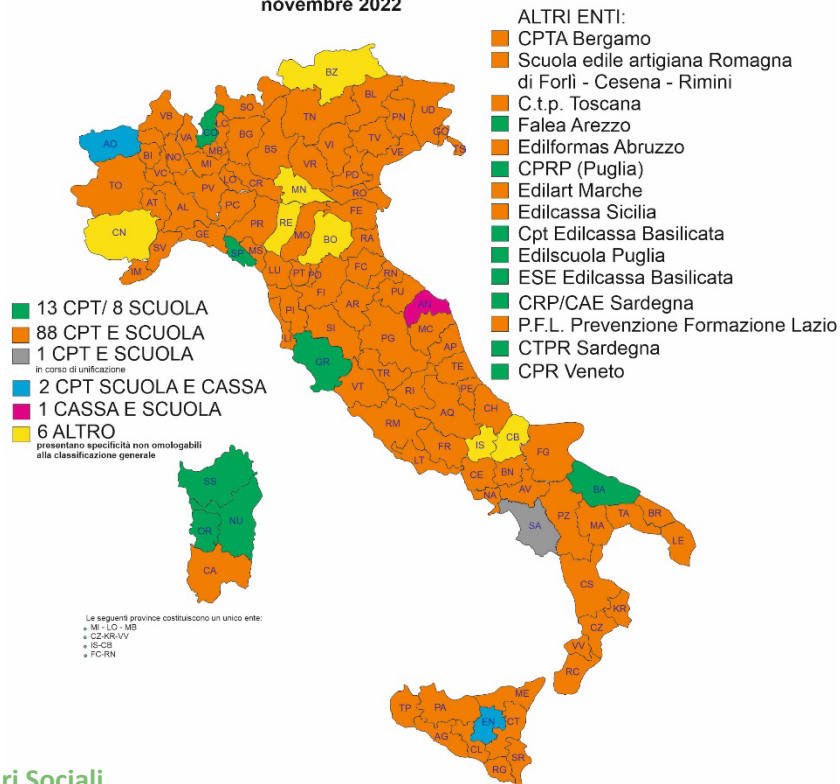 novembre 2022
ALTRI ENTI:
CPTA Bergamo
Scuola edile artigiana Romagna
di Forlì - Cesena - Rimini
C.t.p. Toscana
Falea Arezzo
Edilformas Abruzzo
CPRP (Puglia)
Edilart Marche
Edilcassa Sicilia
Cpt Edilcassa Basilicata
Edilscuola Puglia
ESE Edilcassa Basilicata
CRP/CAE Sardegna
P.F.L. Prevenzione Formazione Lazio
CTPR Sardegna
CPR Veneto
13 CPT/ 8 SCUOLA
88 CPT E SCUOLA
1 CPT E SCUOLA
in corso di unificazione
2 CPT SCUOLA E CASSA
1 CASSA E SCUOLA
6 ALTRO
presentano specificità non omologabili
alla classificazione generale
BZ
VB
SO
TN
BL
PN
UD
GO
TS
AO
BI
VA
NO
CO
LC
BG
MB
MI
BS
VI
TV
VE
VR
PD
TO
VC
PV
LO
CR
MN
RO
AT
AL
PC
PR
RE
MO
BO
FE
CN
SV
GE
IM
SP
MS
RA
FC
RN
LU
PT
PO
FI
PU
AN
PI
LI
AR
SI
PG
MC
AP
GR
TE
VT
TR
RI
PE
AQ
CH
RM
FR
LT
IS
CB
FG
CE
BN
NA
AV
BA
SA
PZ
MA
TA
BR
LE
CS
KR
CZ
VV
RC
SS
OR
NU
CA
TP
PA
ME
EN
CT
AG
CL
SR
RG
Le seguenti province costituiscono un unico ente:
MI - LO - MB
CZ-KR-VV
IS-CB
FC-RN
ri Sociali